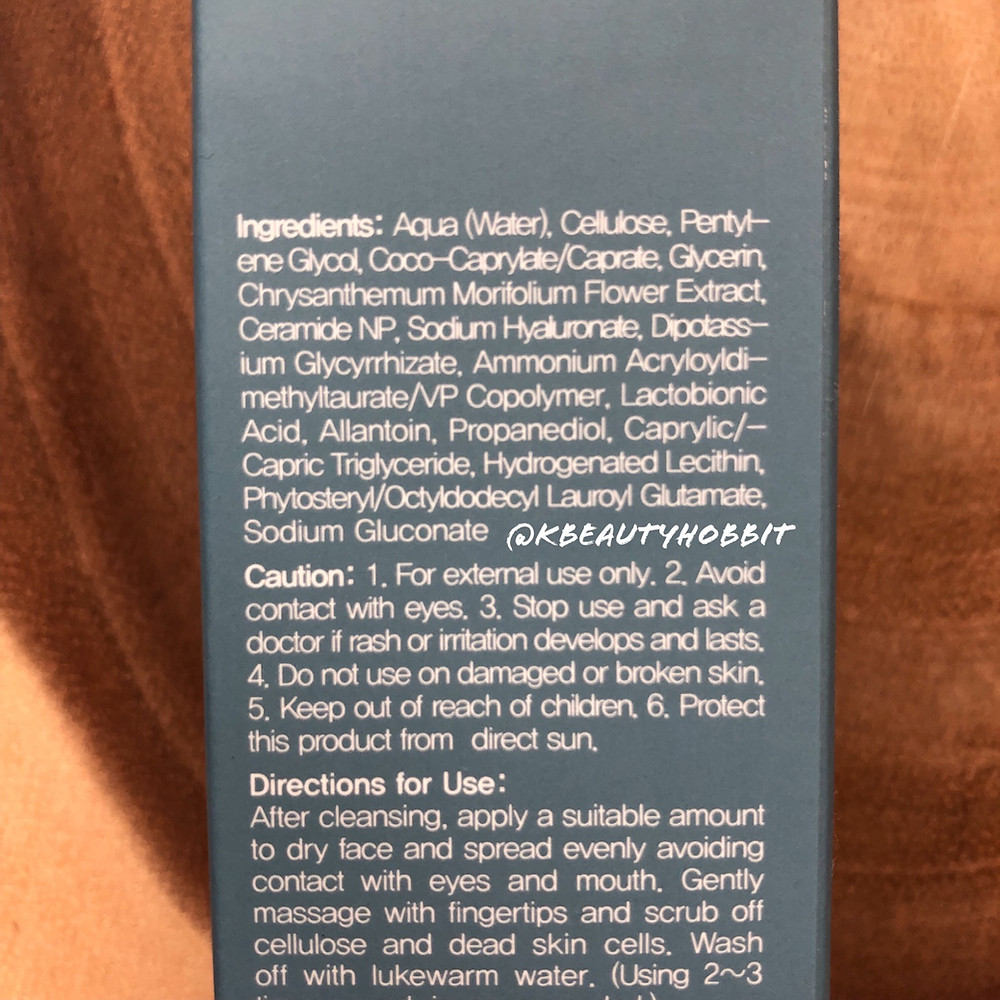 Ingredients: Aqua (Water), Cellulose, Pentyl-
ene Glycol, Coco-Caprylate/Caprate, Glycerin,
Chrysanthemum Morifolium Flower Extract,
Ceramide NP, Sodium Hyaluronate, Dipotass-
ium Glycyrrhizate, Ammonium Acryloyldi-
methyltaurate/VP Copolymer, Lactobionic
Acid, Allantoin, Propanediol, Caprylic/-
Capric Triglyceride, Hydrogenated Lecithin,
Phytosteryl/Octyldodecyl Lauroyl Glutamate,
Sodium Gluconate @KBEAUTYHOBBIT
Caution: 1. For external use only. 2. Avoid
contact with eyes. 3. Stop use and ask a
doctor if rash or irritation develops and lasts.
4. Do not use on damaged or broken skin.
5. Keep out of reach of children. 6. Protect
this product from direct sun.
Directions for Use:
After cleansing, apply a suitable amount
to dry face and spread evenly avoiding
contact with eyes and mouth. Gently
massage with fingertips and scrub off
cellulose and dead skin cells. Wash
off with lukewarm water. (Using 2~3